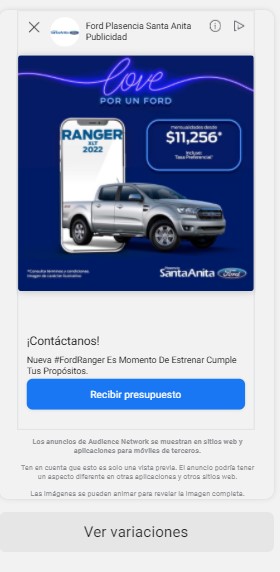 Ford Plasencia Santa Anita
Publicidad
love
POR UN FORD
RANGER
XLT
2022
mensualidades desde
$11,256*
Incluye:
Tasa Preferencial*
*Consulta términos y condiciones
Imagen de carácter ilustrativo
SantaAnita Ford
¡Contáctanos!
Nueva #FordRanger Es Momento De Estrenar Cumple
Tus Propósitos.
Recibir presupuesto
Los anuncios de Audience Network se muestran en sitios web y
aplicaciones para móviles de terceros.
Ten en cuenta que esto es solo una vista previa. El anuncio podría tener
un aspecto diferente en otras aplicaciones y otros sitios web.
Las imágenes se pueden animar para revelar la imagen completa.
Ver variaciones